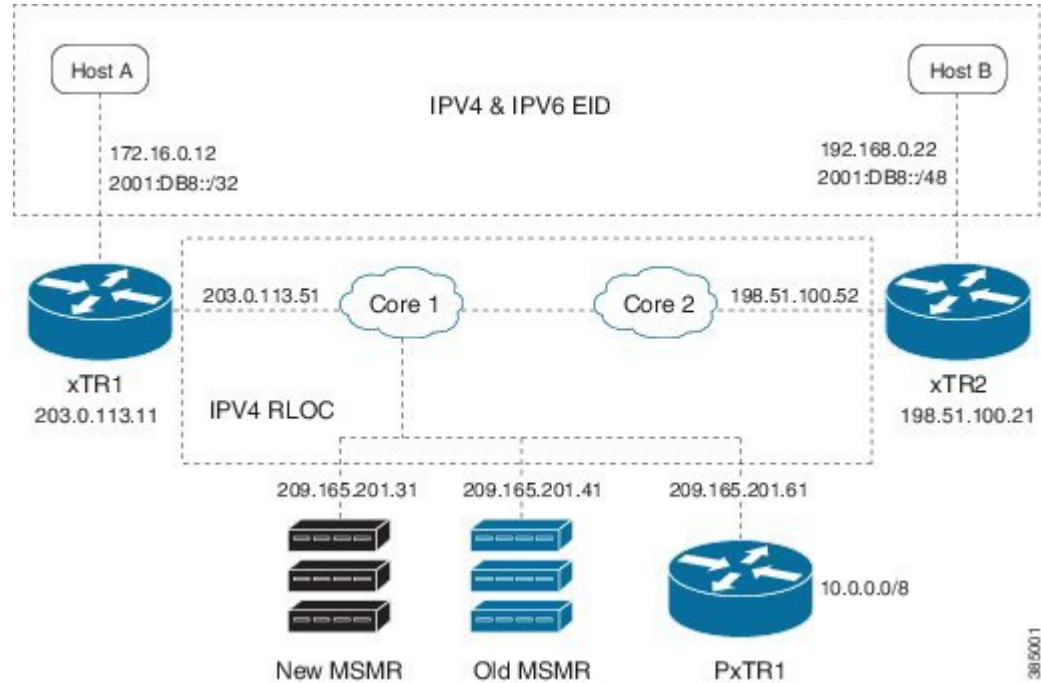 Host A
Host B
IPV4 & IPV6 EID
172.16.0.12
2001:DB8::/32
192.168.0.22
2001:DB8::/48
203.0.113.51
Core 1
Core 2
198.51.100.52
xTR1
203.0.113.11
IPV4 RLOC
xTR2
198.51.100.21
209.165.201.31
209.165.201.41
209.165.201.61
10.0.0.0/8
New MSMR
Old MSMR
PxTR1
385001